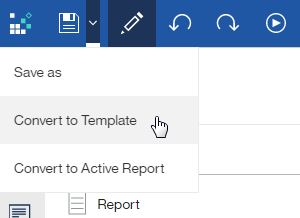 Save as
Convert to Template
Convert to Active Report
Report